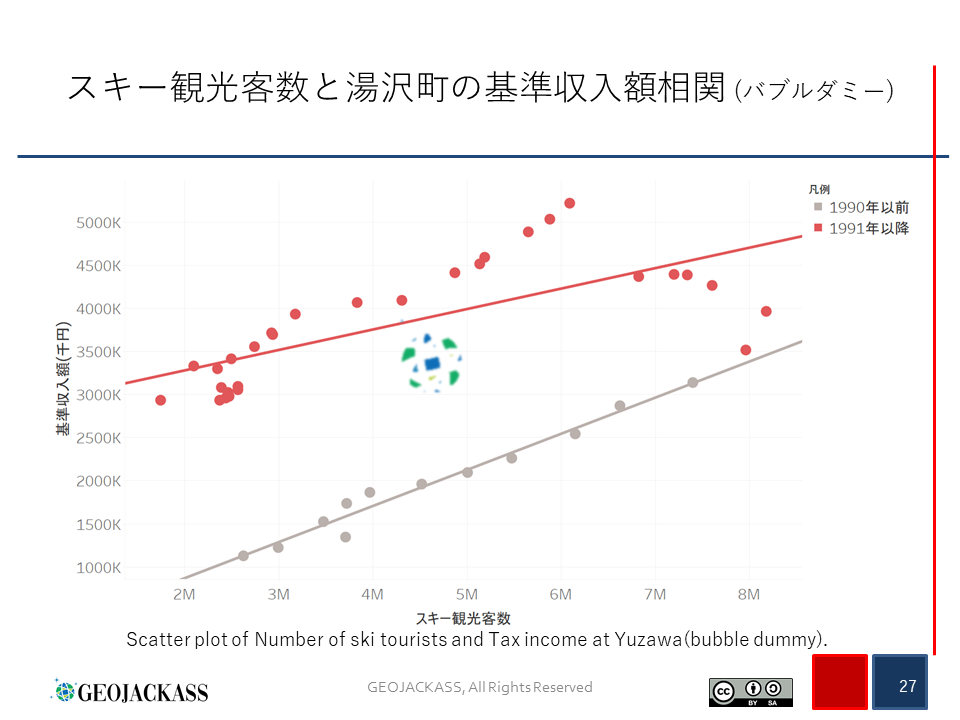 スキー観光客数と湯沢町の基準収入額相関 (バブルダミー)
凡例
1990年以前
1991年以降
基準収入額(千円)
5000K
4500K
4000K
3500K
3000K
2500K
2000K
1500K
1000K
2M 3M 4M 5M 6M 7M 8M
スキー観光客数
Scatter plot of Number of ski tourists and Tax income at Yuzawa(bubble dummy).
GEOJACKASS
GEOJACKASS, All Rights Reserved
cc BY SA
27